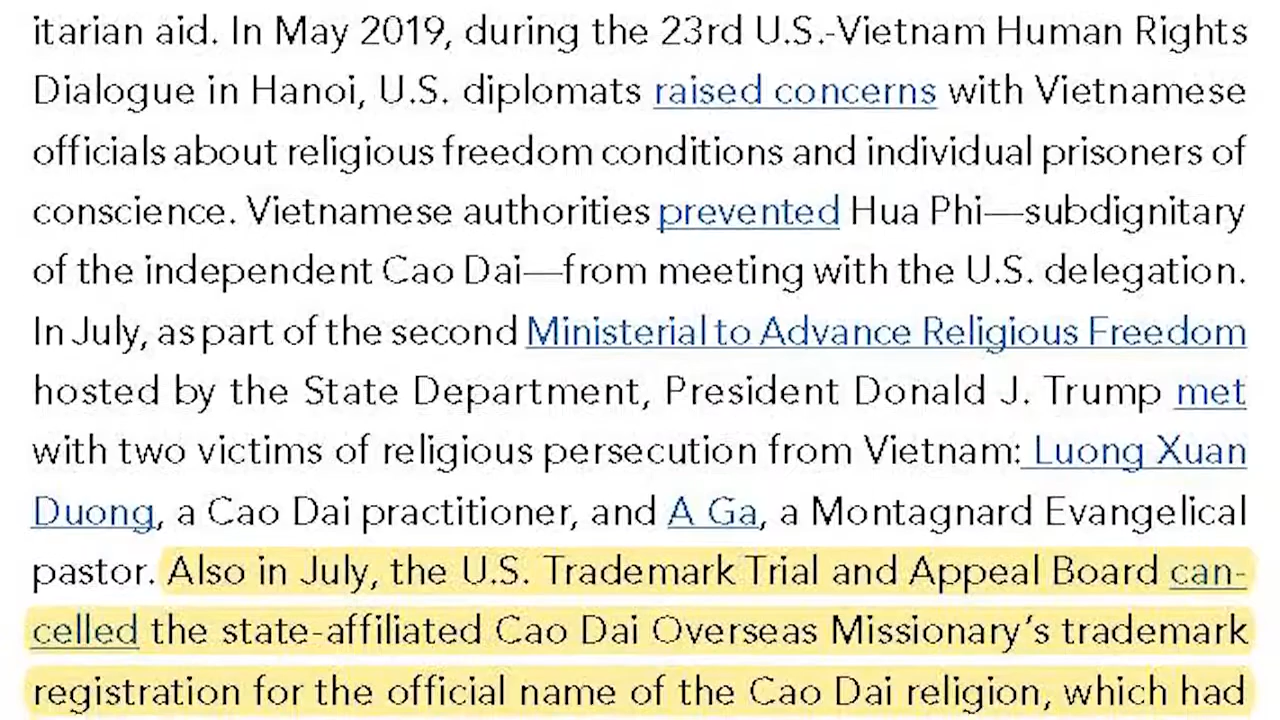 itarian aid. In May 2019, during the 23rd U.S.-Vietnam Human Rights
Dialogue in Hanoi, U.S. diplomats raised concerns with Vietnamese
officials about religious freedom conditions and individual prisoners of
conscience. Vietnamese authorities prevented Hua Phi—subdignitary
of the independent Cao Dai—from meeting with the U.S. delegation.
In July, as part of the second Ministerial to Advance Religious Freedom
hosted by the State Department, President Donald J. Trump met
with two victims of religious persecution from Vietnam: Luong Xuan
Duong, a Cao Dai practitioner, and A Ga, a Montagnard Evangelical
pastor. Also in July, the U.S. Trademark Trial and Appeal Board can-
celled the state-affiliated Cao Dai Overseas Missionary’s trademark
registration for the official name of the Cao Dai religion, which had